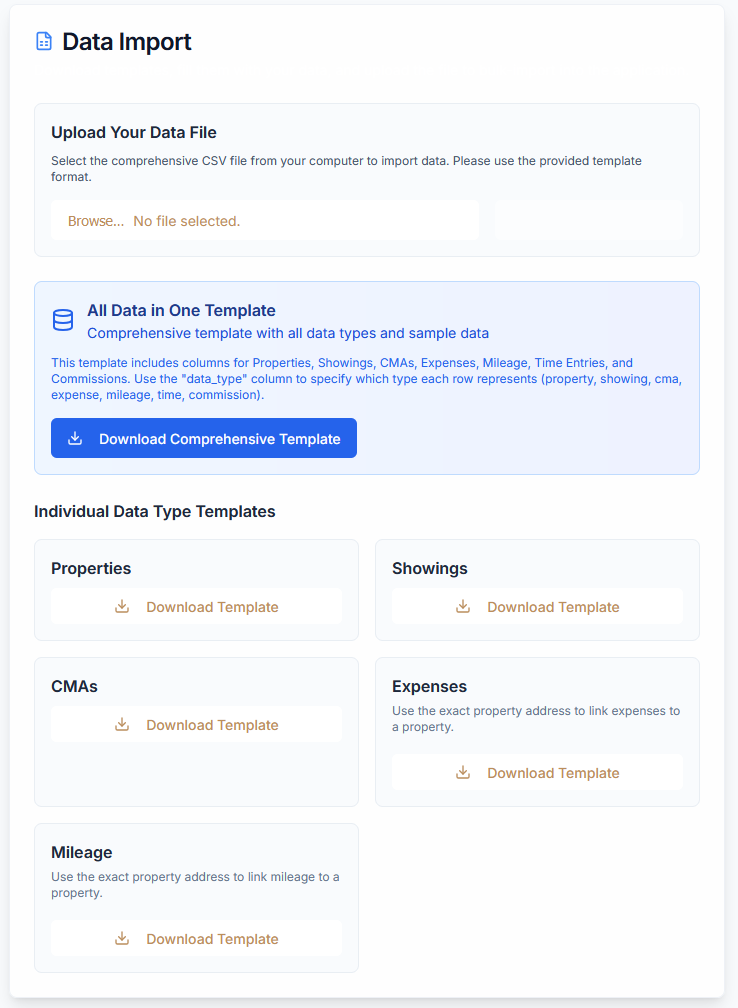 Data Import
Upload Your Data File
Select the comprehensive CSV file from your computer to import data. Please use the provided template
format.
Browse... No file selected.
All Data in One Template
Comprehensive template with all data types and sample data
This template includes columns for Properties, Showings, CMAs, Expenses, Mileage, Time Entries, and
Commissions. Use the "data_type" column to specify which type each row represents (property, showing, cma,
expense, mileage, time, commission).
Download Comprehensive Template
Individual Data Type Templates
Properties
Download Template
Showings
Download Template
CMAs
Download Template
Expenses
Use the exact property address to link expenses to
a property.
Download Template
Mileage
Use the exact property address to link mileage to a
property.
Download Template